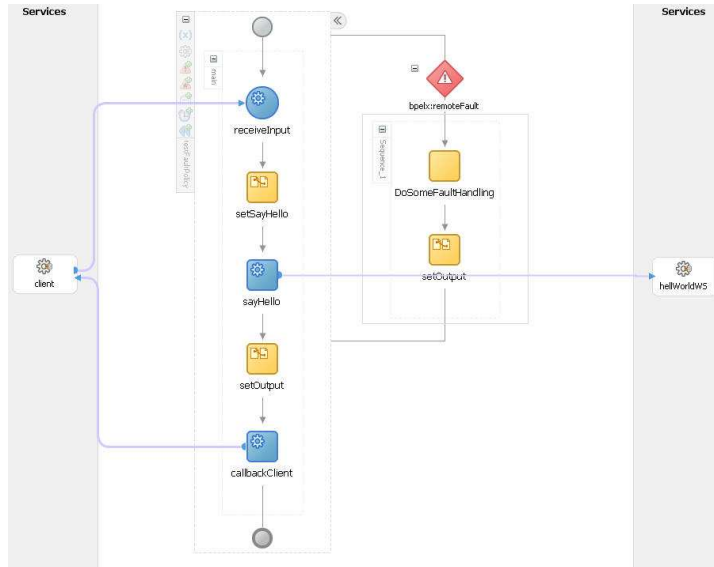 Services
Services
main
bpelx:remoteFault
receiveInput
Sequence_1
DoSomeFaultHandling
setSayHello
client
sayHello
setOutput
hellWorldWS
setOutput
callbackClient